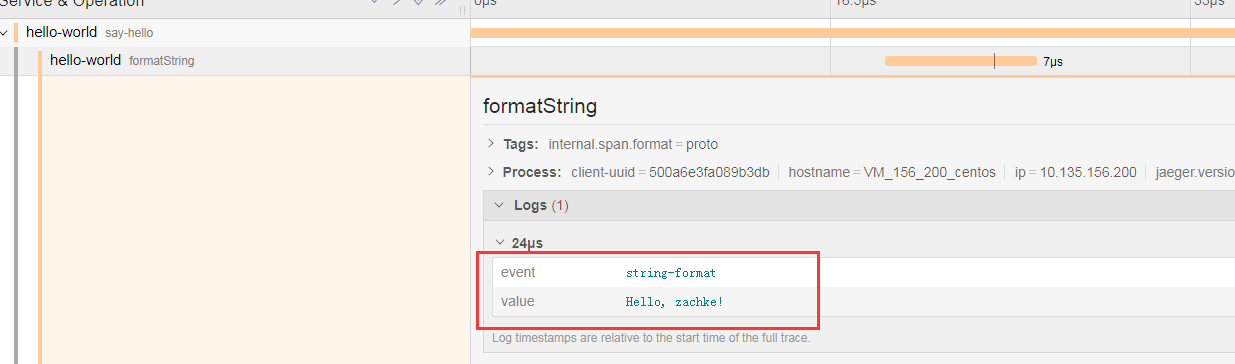 Service & Operation
0μs
16.5μs
33μs
hello-world say-hello
hello-world formatString
7μs
formatString
Tags: internal.span.format = proto
Process: client-uuid = 500a6e3fa089b3db hostname = VM_156_200_centos ip = 10.135.156.200 jaeger.versio
Logs (1)
24μs
event string-format
value Hello, zachke!
Log timestamps are relative to the start time of the full trace.